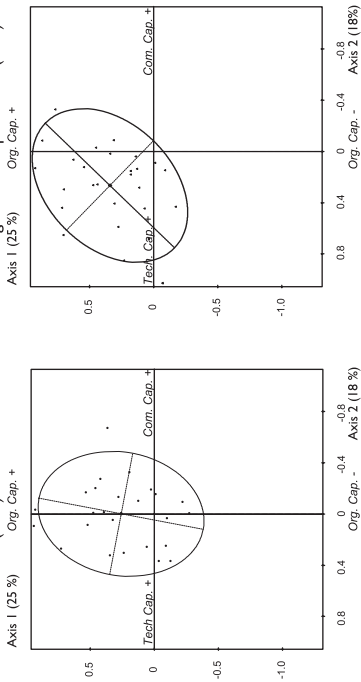 Axis 1 (25 %)
Org. Cap. +
Tech. Cap. +
Com. Cap. +
0.5
0
-0.5
-1.0
0.8
0.4
0
-0.4
-0.8
Org. Cap. -
Axis 2 (18%)
Axis 1 (25 %)
Org. Cap. +
Tech Cap. +
Com. Cap. +
0.5
0
-0.5
-1.0
0.8
0.4
0
-0.4
-0.8
Org. Cap. -
Axis 2 (18 %)